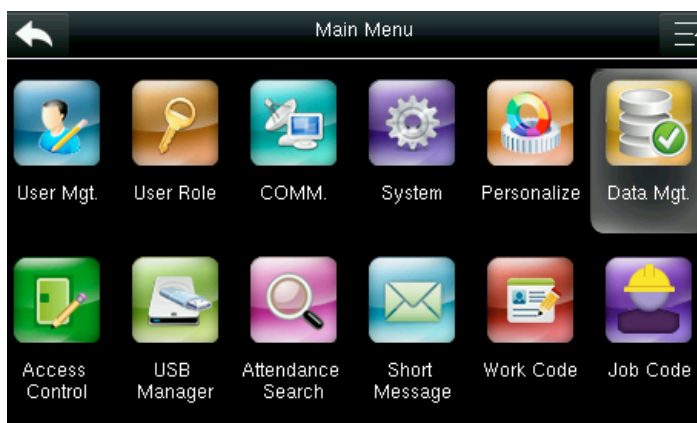 Main Menu
User Mgt.
User Role
COMM.
System
Personalize
Data Mgt.
Access
Control
USB
Manager
Attendance
Search
Short
Message
Work Code
Job Code